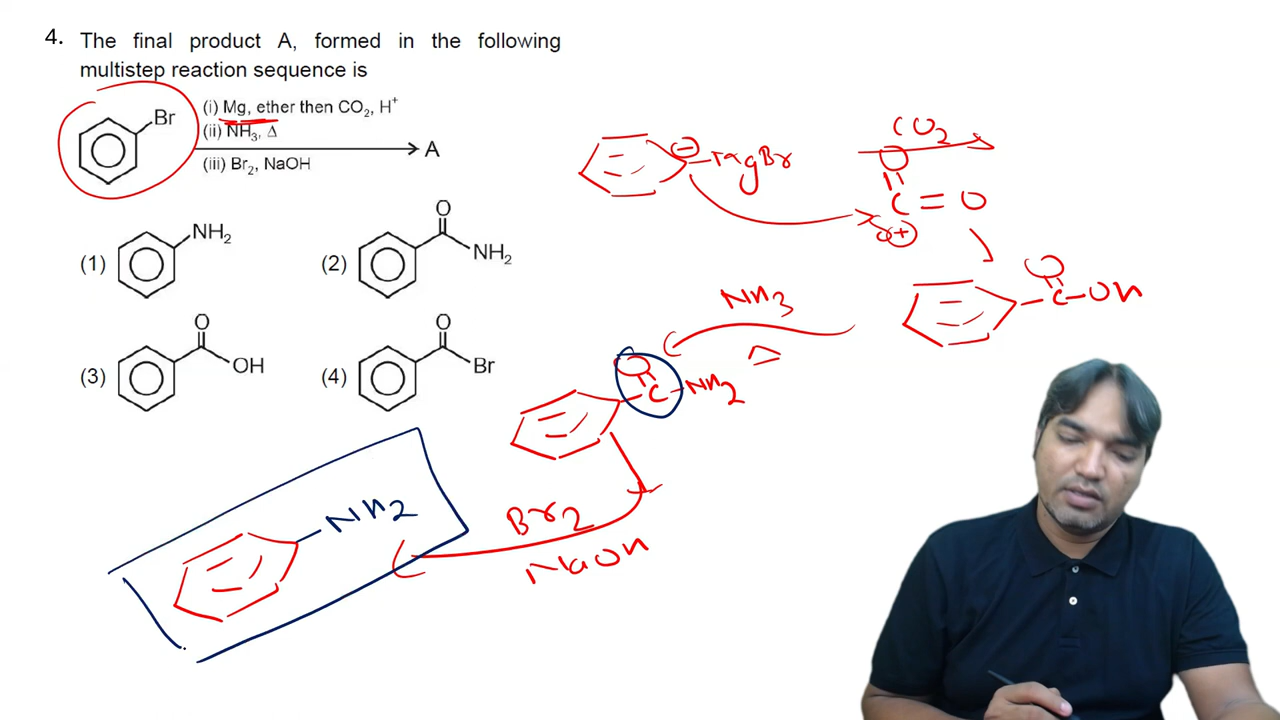 4. The final product A, formed in the following
multistep reaction sequence is
Br
(i) Mg, ether then CO₂, H⁺
(ii) NH₃, Δ
(iii) Br₂, NaOH
A
(1) NH₂
(2) O NH₂
(3) O OH
(4) O Br
⊖ MgBr
CO₂
O
C = O
δ⊕
O
C-OH
NH₃
Δ
O
C-NH₂
Br₂
NaOH
NH₂